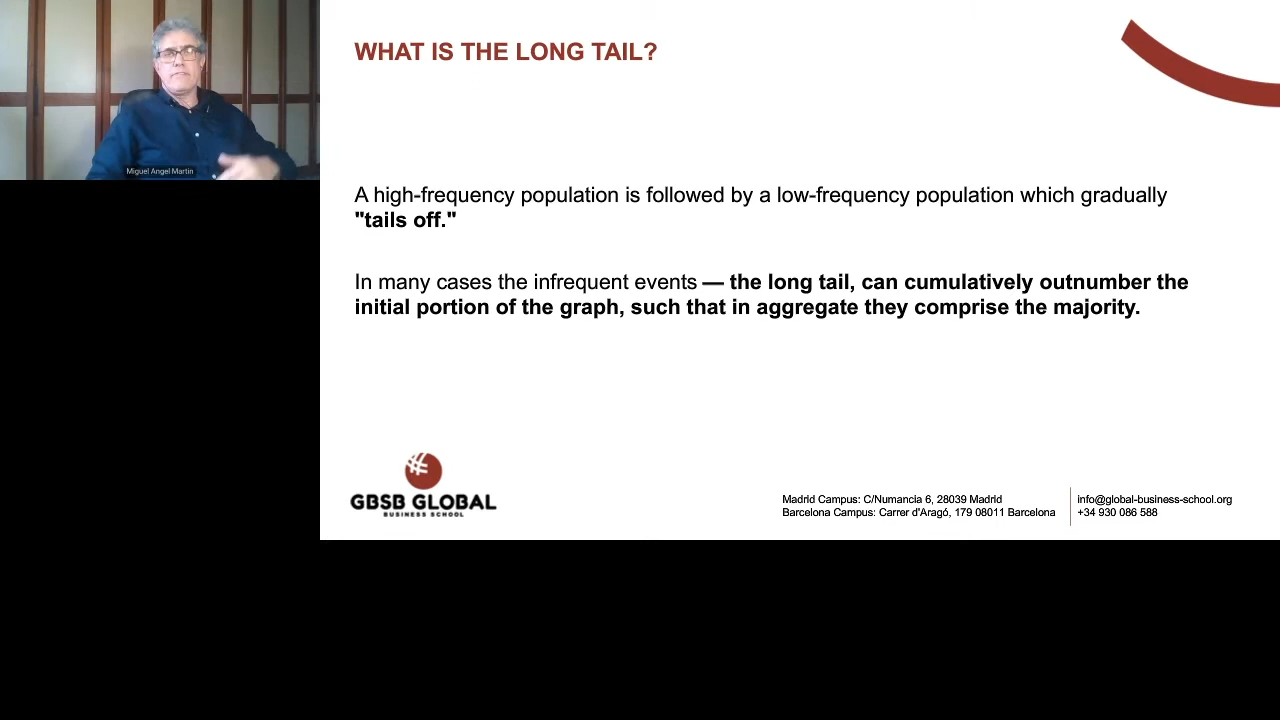 WHAT IS THE LONG TAIL?
Miguel Angel Martin
A high-frequency population is followed by a low-frequency population which gradually
"tails off."
In many cases the infrequent events — the long tail, can cumulatively outnumber the
initial portion of the graph, such that in aggregate they comprise the majority.
GBSB GLOBAL
BUSINESS SCHOOL
Madrid Campus: C/Numancia 6, 28039 Madrid
Barcelona Campus: Carrer d'Aragó, 179 08011 Barcelona
info@global-business-school.org
+34 930 086 588